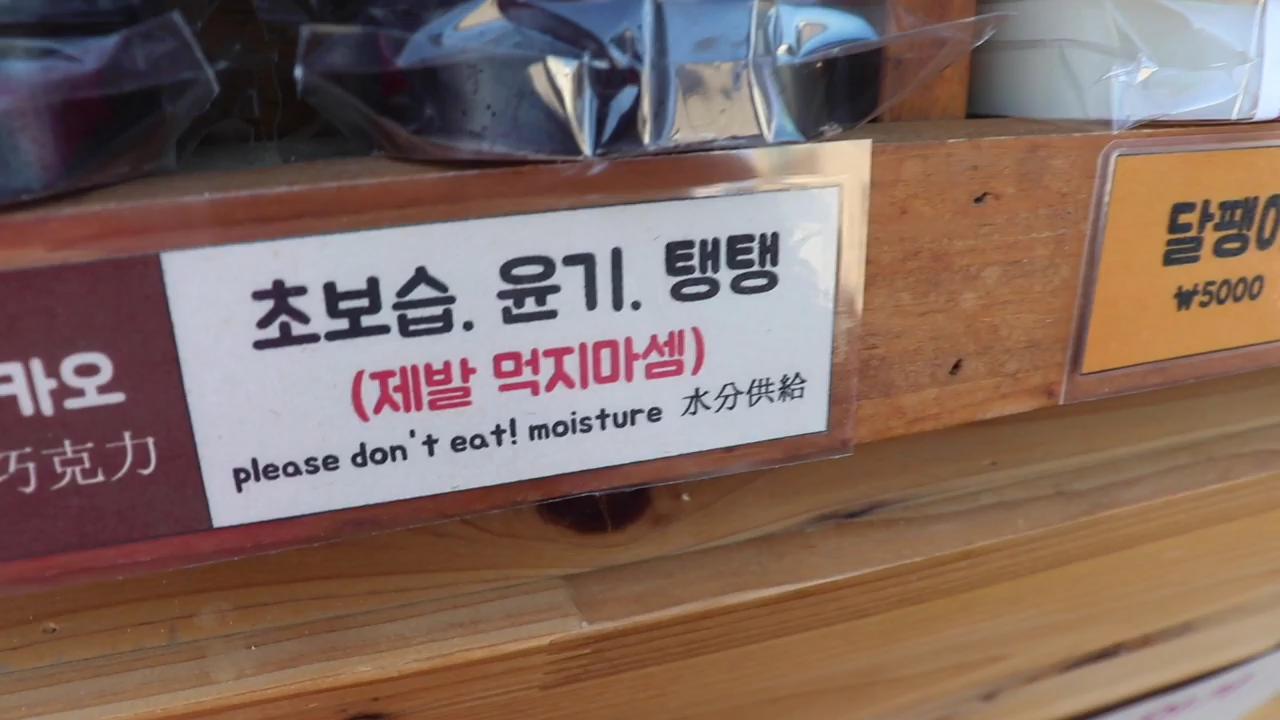 카오
巧克力
초보습. 윤기. 탱탱
(제발 먹지마셈)
please don't eat! moisture 水分供給
달팽이
₩5000